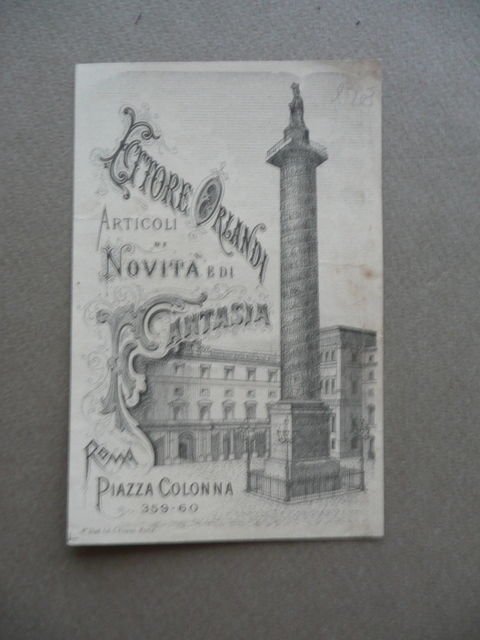 ETTORE ORLANDI
ARTICOLI
DI
NOVITÀ E DI
FANTASIA
ROMA
PIAZZA COLONNA
359-60